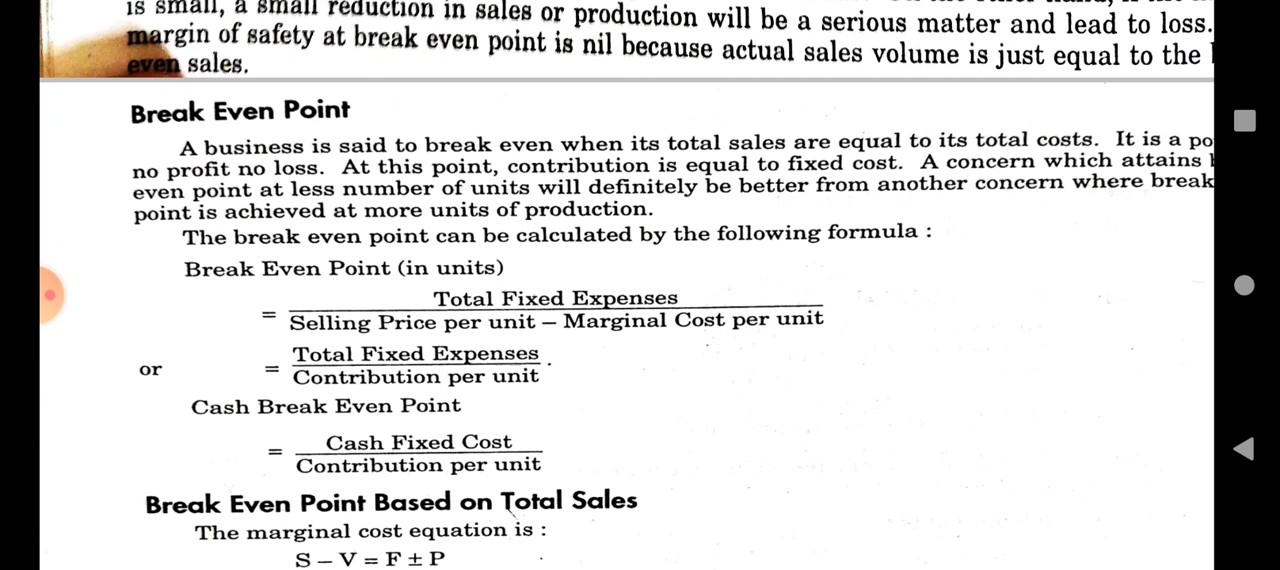 is small, a small reduction in sales or production will be a serious matter and lead to loss.
margin of safety at break even point is nil because actual sales volume is just equal to the
even sales.
Break Even Point
A business is said to break even when its total sales are equal to its total costs. It is a po
no profit no loss. At this point, contribution is equal to fixed cost. A concern which attains
even point at less number of units will definitely be better from another concern where break
point is achieved at more units of production.
The break even point can be calculated by the following formula :
Break Even Point (in units)
= Total Fixed Expenses
Selling Price per unit – Marginal Cost per unit
or = Total Fixed Expenses
Contribution per unit
Cash Break Even Point
= Cash Fixed Cost
Contribution per unit
Break Even Point Based on Total Sales
The marginal cost equation is :
S – V = F ± P